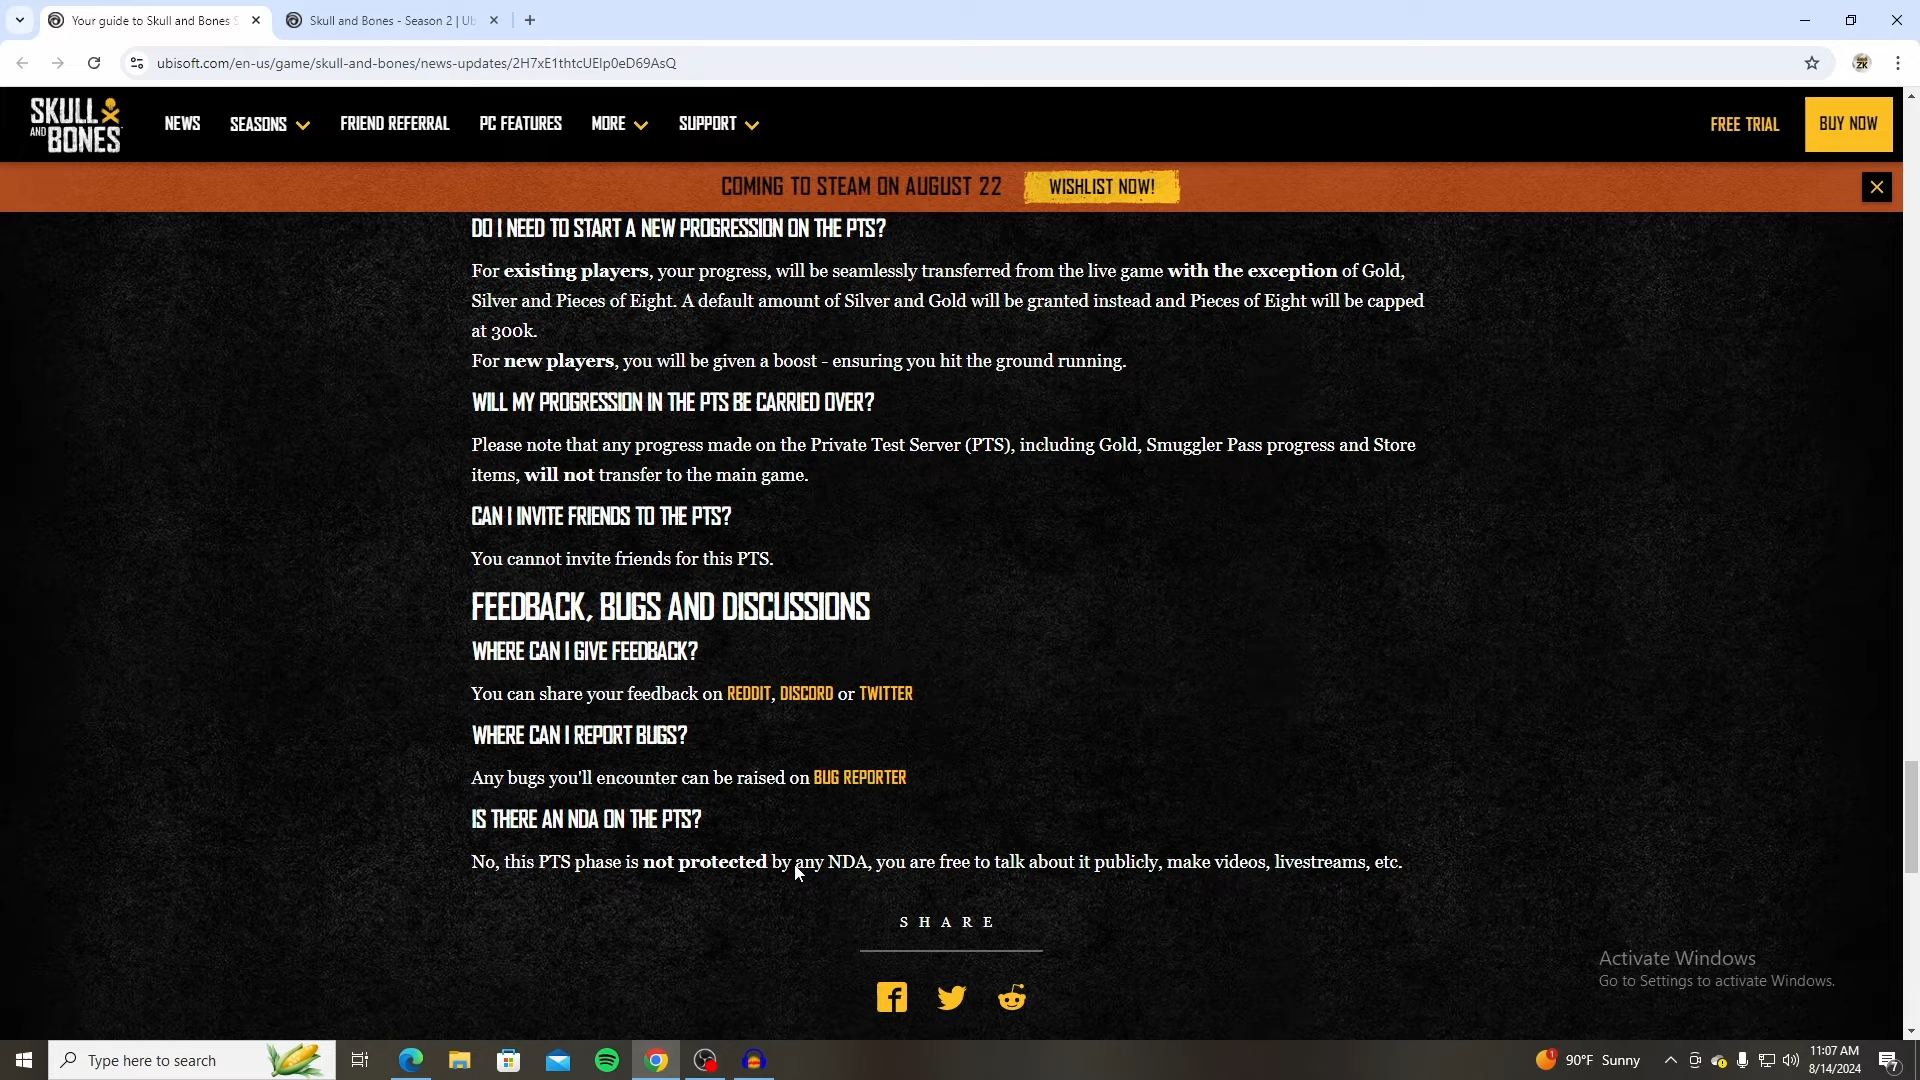 Your guide to Skull and Bones S
Skull and Bones - Season 2 | Ub
ubisoft.com/en-us/game/skull-and-bones/news-updates/2H7xE1thtcUEIp0eD69AsQ
SKULL AND BONES
NEWS
SEASONS
FRIEND REFERRAL
PC FEATURES
MORE
SUPPORT
FREE TRIAL
BUY NOW
COMING TO STEAM ON AUGUST 22
WISHLIST NOW!
DO I NEED TO START A NEW PROGRESSION ON THE PTS?
For existing players, your progress, will be seamlessly transferred from the live game with the exception of Gold,
Silver and Pieces of Eight. A default amount of Silver and Gold will be granted instead and Pieces of Eight will be capped
at 300k.
For new players, you will be given a boost - ensuring you hit the ground running.
WILL MY PROGRESSION IN THE PTS BE CARRIED OVER?
Please note that any progress made on the Private Test Server (PTS), including Gold, Smuggler Pass progress and Store
items, will not transfer to the main game.
CAN I INVITE FRIENDS TO THE PTS?
You cannot invite friends for this PTS.
FEEDBACK, BUGS AND DISCUSSIONS
WHERE CAN I GIVE FEEDBACK?
You can share your feedback on REDDIT, DISCORD or TWITTER
WHERE CAN I REPORT BUGS?
Any bugs you'll encounter can be raised on BUG REPORTER
IS THERE AN NDA ON THE PTS?
No, this PTS phase is not protected by any NDA, you are free to talk about it publicly, make videos, livestreams, etc.
SHARE
Activate Windows
Go to Settings to activate Windows.
Type here to search
90°F Sunny
11:07 AM
8/14/2024